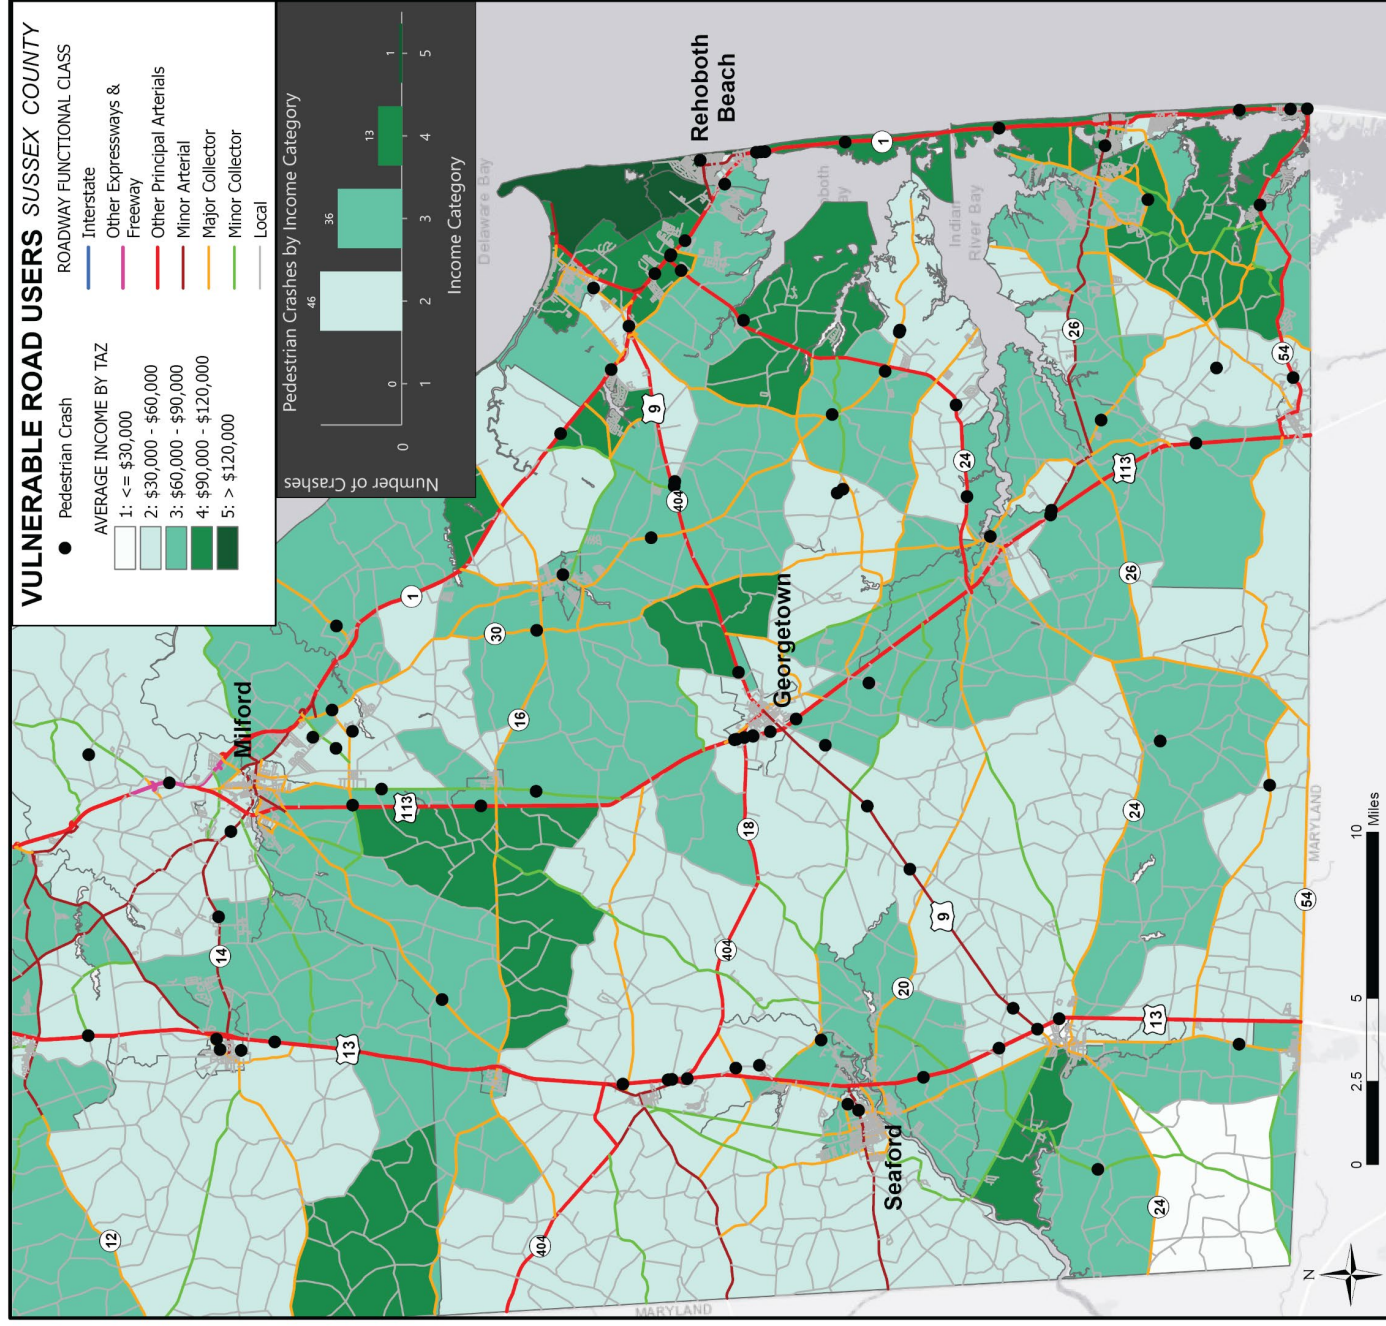 VULNERABLE ROAD USERS SUSSEX COUNTY
Pedestrian Crash
AVERAGE INCOME BY TAZ
1: <= $30,000
2: $30,000 - $60,000
3: $60,000 - $90,000
4: $90,000 - $120,000
5: > $120,000
ROADWAY FUNCTIONAL CLASS
Interstate
Other Expressways &
Freeway
Other Principal Arterials
Minor Arterial
Major Collector
Minor Collector
Local
Pedestrian Crashes by Income Category
Number of Crashes
0
0
46
36
13
1
1
2
3
4
5
Income Category
Delaware Bay
Rehoboth
Beach
Milford
Georgetown
Seaford
Indian
River Bay
oboth
ay
12
14
13
113
1
30
16
404
404
18
404
9
9
20
24
24
24
24
26
26
113
13
54
54
1
MARYLAND
MARYLAND
N
0
2.5
5
10
Miles